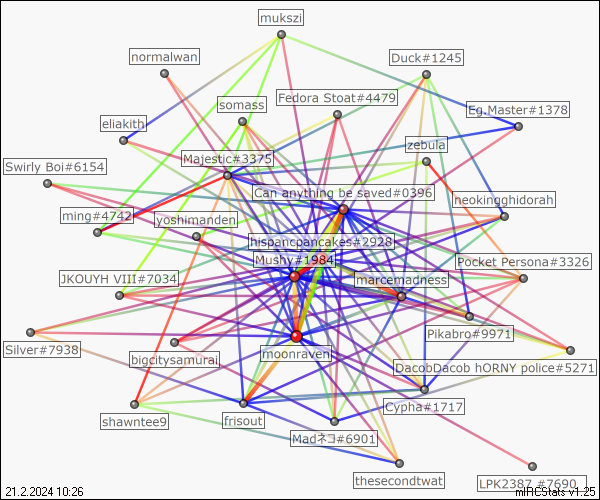 mukszi
normalwan
Duck#1245
Fedora Stoat#4479
somass
Eg.Master#1378
eliakith
zebula
Majestic#3375
Swirly Boi#6154
Can anything be saved#0396
heokingghidorah
ming#4742
yoshimanden
hispancpancakes#2928
Mushy#1984
Pocket Persona#3326
JKOUYH VIII#7034
marcemadness
Pikabro#9971
Silver#7938
bigcitysamurai
moonraven
DacobDacob hORNY police#5271
Cypha#1717
shawntee9
frisout
Madネコ#6901
thesecondtwat
LPK2387 #7690
21.2.2024 10:26
mIRCStats v1.25